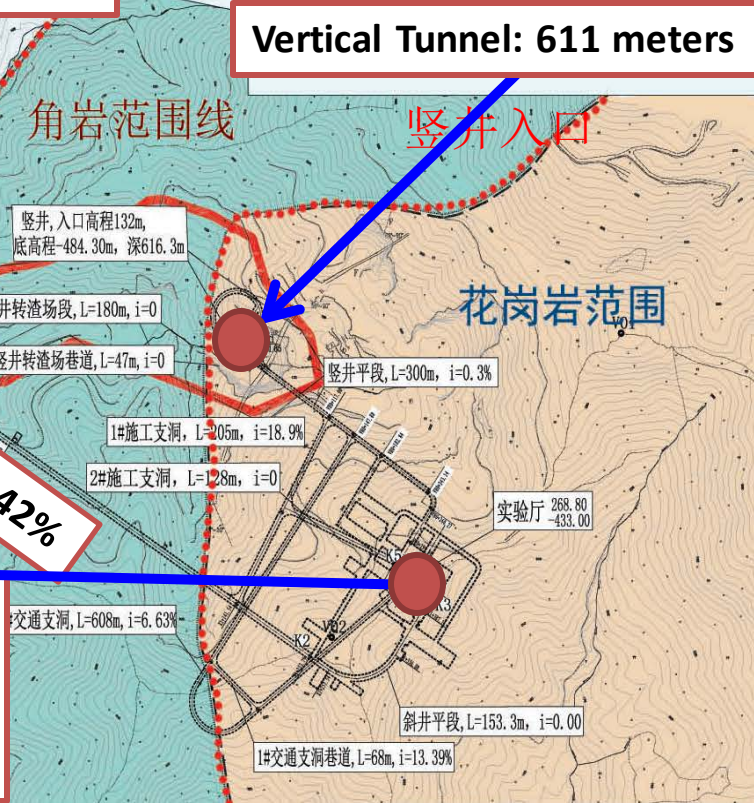 Vertical Tunnel: 611 meters
角岩范围线
竖井入口
竖井,入口高程132m,
底高程-484.30m, 深616.3m
花岗岩范围
V01
井转渣场段,L=180m,i=0
竖井转渣场巷道,L=47m,i=0
竖井平段,L=300m, i=0.3%
1#施工支洞, L=205m, i=18.9%
2#施工支洞, L=128m, i=0
42%
实验厅 268.80
-433.00
K5
K3
#交通支洞,L=608m,i=6.63%
K2
V02
斜井平段,L=153.3m, i=0.00
1#交通支洞巷道,L=68m,i=13.39%